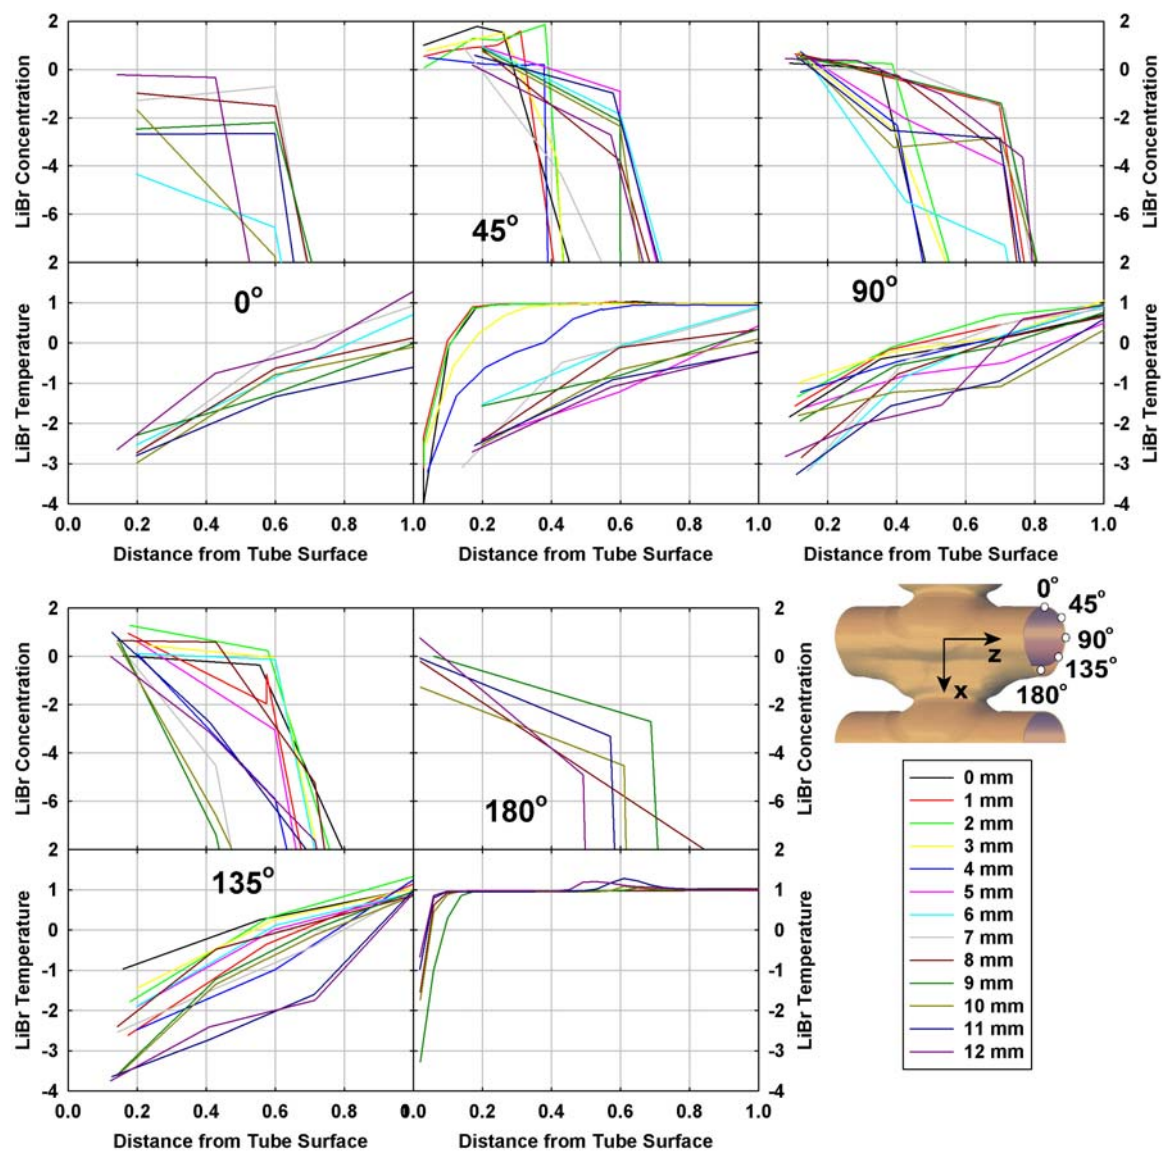 2
0
-2
-4
-6
2
1
0
-1
-2
-3
-4
LiBr Concentration
LiBr Temperature
0°
45°
90°
2
0
-2
-4
-6
2
1
0
-1
-2
-3
-4
LiBr Concentration
LiBr Temperature
0.0 0.2 0.4 0.6 0.8 0.0 0.2 0.4 0.6 0.8 1.0 0.2 0.4 0.6 0.8 1.0
Distance from Tube Surface Distance from Tube Surface Distance from Tube Surface
2
0
-2
-4
-6
2
1
0
-1
-2
-3
-4
LiBr Concentration
LiBr Temperature
135°
180°
2
0
-2
-4
-6
2
1
0
-1
-2
-3
-4
LiBr Concentration
LiBr Temperature
0.0 0.2 0.4 0.6 0.8 0.2 0.4 0.6 0.8 1.0
Distance from Tube Surface Distance from Tube Surface
0°
45°
90°
135°
180°
z
x
0 mm
1 mm
2 mm
3 mm
4 mm
5 mm
6 mm
7 mm
8 mm
9 mm
10 mm
11 mm
12 mm